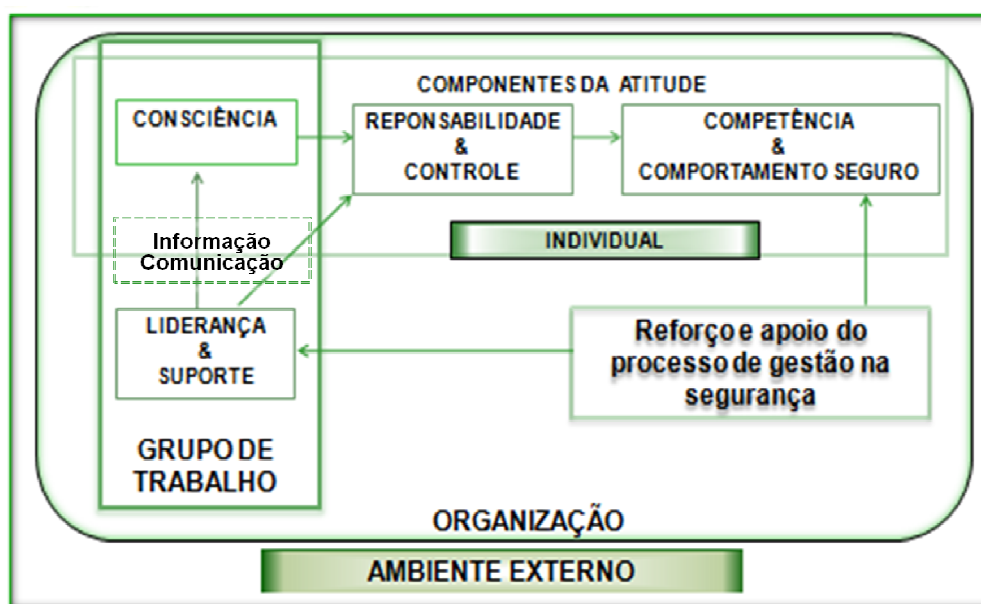 COMPONENTES DA ATITUDE
CONSCIÊNCIA
REPONSABILIDADE
&
CONTROLE
COMPETÊNCIA
&
COMPORTAMENTO SEGURO
INDIVIDUAL
Informação
Comunicação
LIDERANÇA
&
SUPORTE
Reforço e apoio do
processo de gestão na
segurança
GRUPO DE
TRABALHO
ORGANIZAÇÃO
AMBIENTE EXTERNO